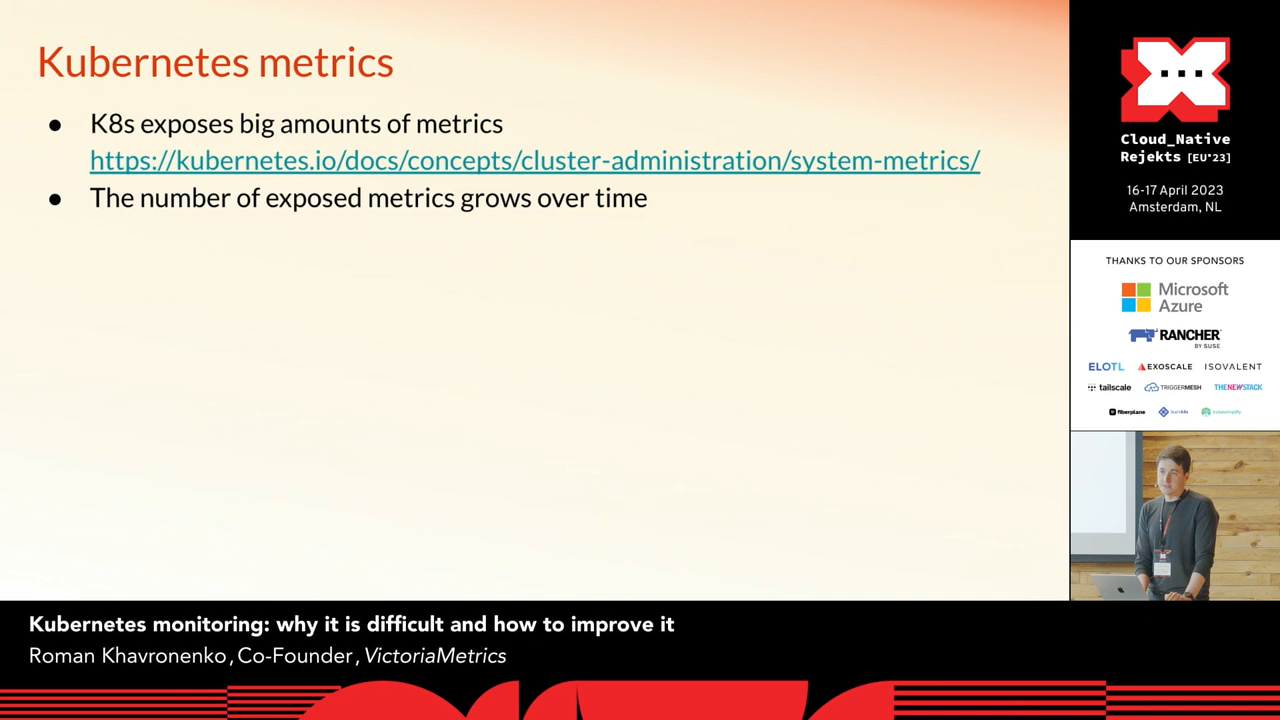 Kubernetes metrics
● K8s exposes big amounts of metrics
https://kubernetes.io/docs/concepts/cluster-administration/system-metrics/
● The number of exposed metrics grows over time
Cloud_Native
Rejekts [EU'23]
16-17 April 2023
Amsterdam, NL
THANKS TO OUR SPONSORS
Microsoft
Azure
RANCHER
BY SUSE
ELOTL EXOSCALE ISOVALENT
tailscale TRIGGERMESH THENEWSTACK
fiberplane learnk8s kubesimplify
Kubernetes monitoring: why it is difficult and how to improve it
Roman Khavronenko, Co-Founder, VictoriaMetrics